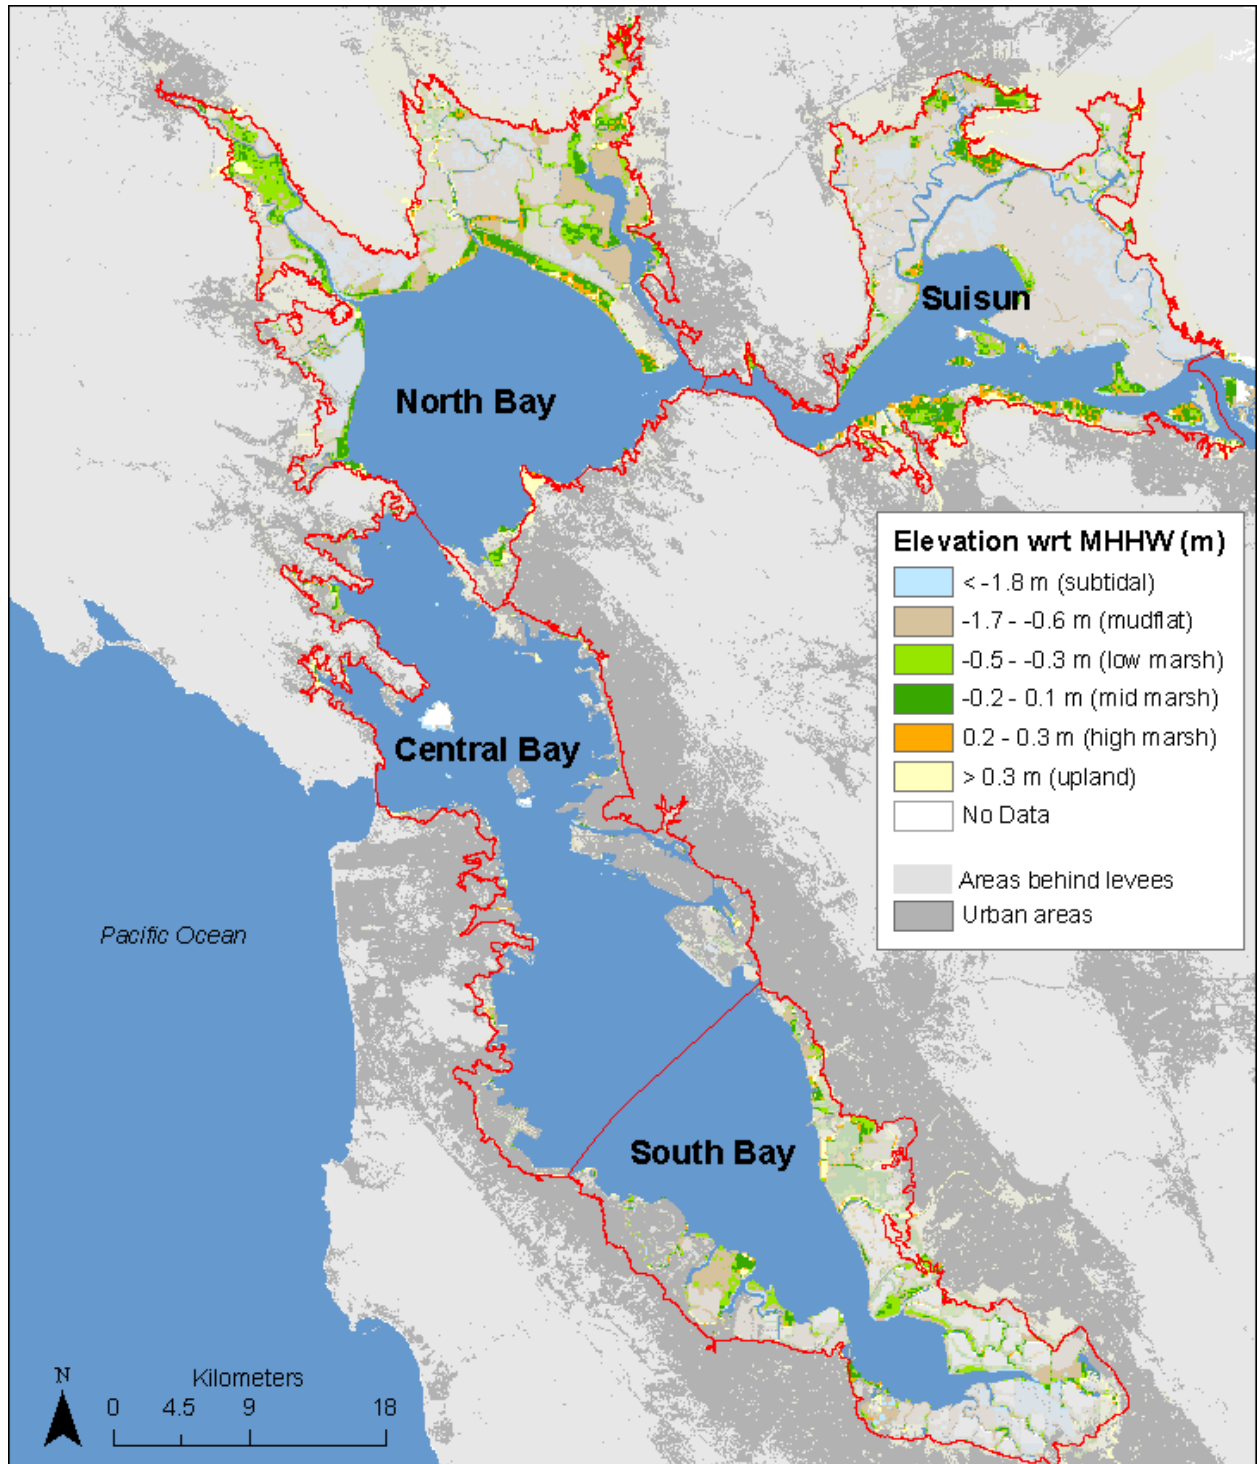 Suisun
North Bay
Elevation wrt MHHW (m)
< -1.8 m (subtidal)
-1.7 - -0.6 m (mudflat)
-0.5 - -0.3 m (low marsh)
-0.2 - 0.1 m (mid marsh)
0.2 - 0.3 m (high marsh)
> 0.3 m (upland)
No Data
Areas behind levees
Urban areas
Central Bay
Pacific Ocean
South Bay
N
Kilometers
0 4.5 9 18